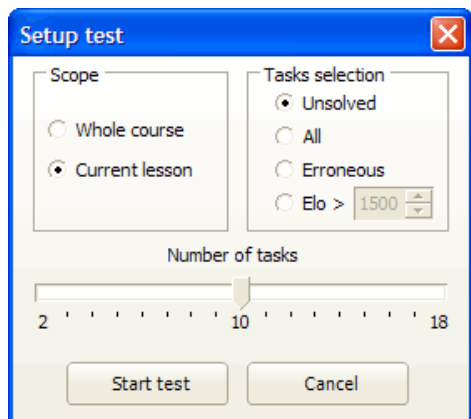 Setup test
Scope
Whole course
Current lesson
Tasks selection
Unsolved
All
Erroneous
Elo > 1500
Number of tasks
2 10 18
Start test Cancel